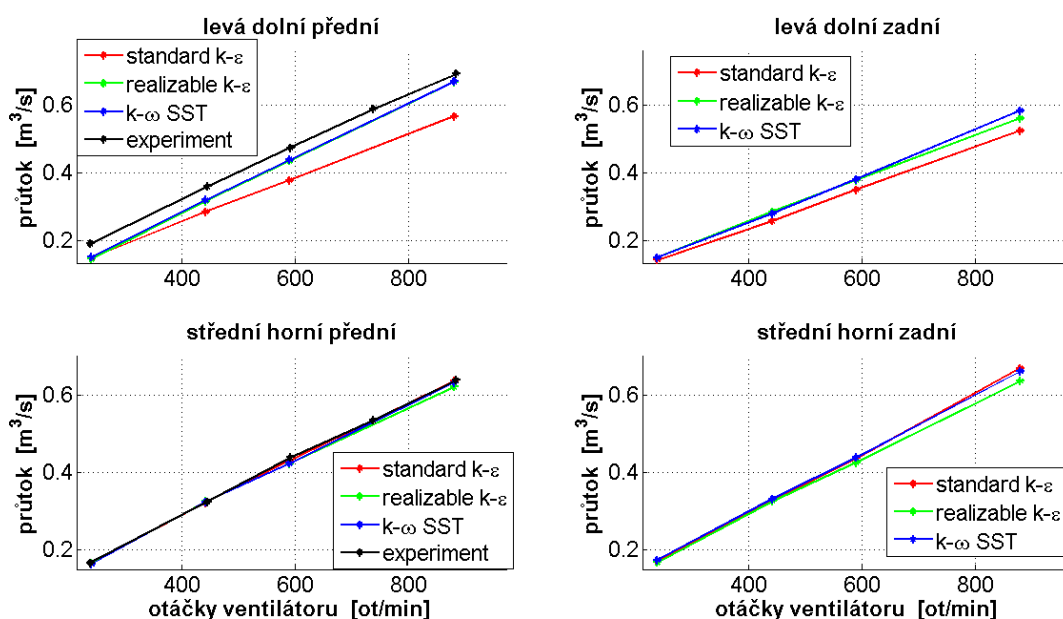 levá dolní přední
standard k-ε
realizable k-ε
k-ω SST
experiment
průtok [m³/s]
0.6
0.4
0.2
400 600 800
levá dolní zadní
standard k-ε
realizable k-ε
k-ω SST
průtok [m³/s]
0.6
0.4
0.2
400 600 800
střední horní přední
standard k-ε
realizable k-ε
k-ω SST
experiment
průtok [m³/s]
0.6
0.4
0.2
400 600 800
otáčky ventilátoru [ot/min]
střední horní zadní
standard k-ε
realizable k-ε
k-ω SST
průtok [m³/s]
0.6
0.4
0.2
400 600 800
otáčky ventilátoru [ot/min]